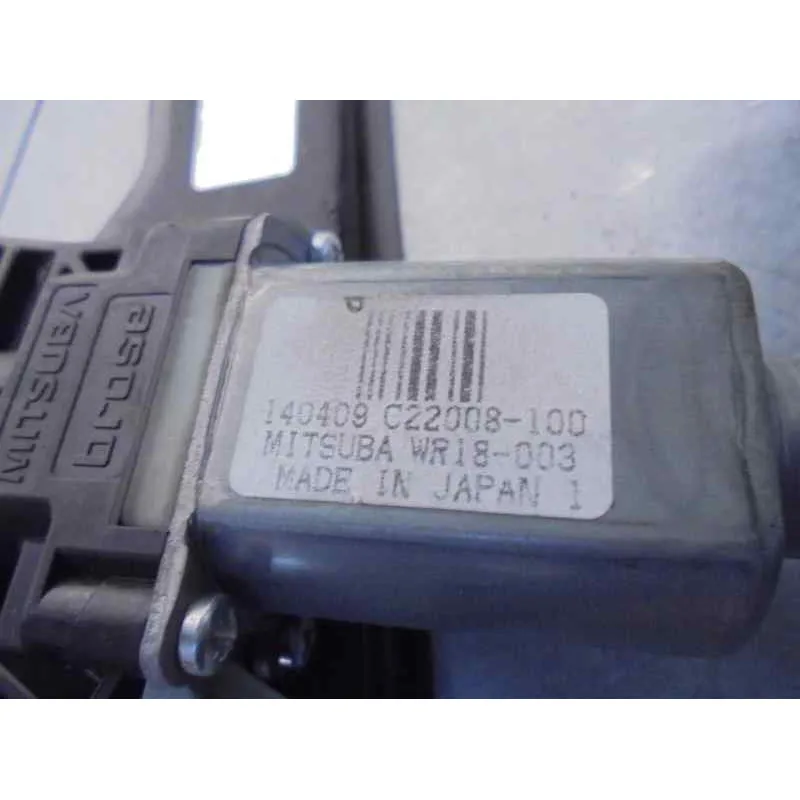 MITSUBA
brose
P
140409 C22008-100
MITSUBA WR18-003
MADE IN JAPAN 1